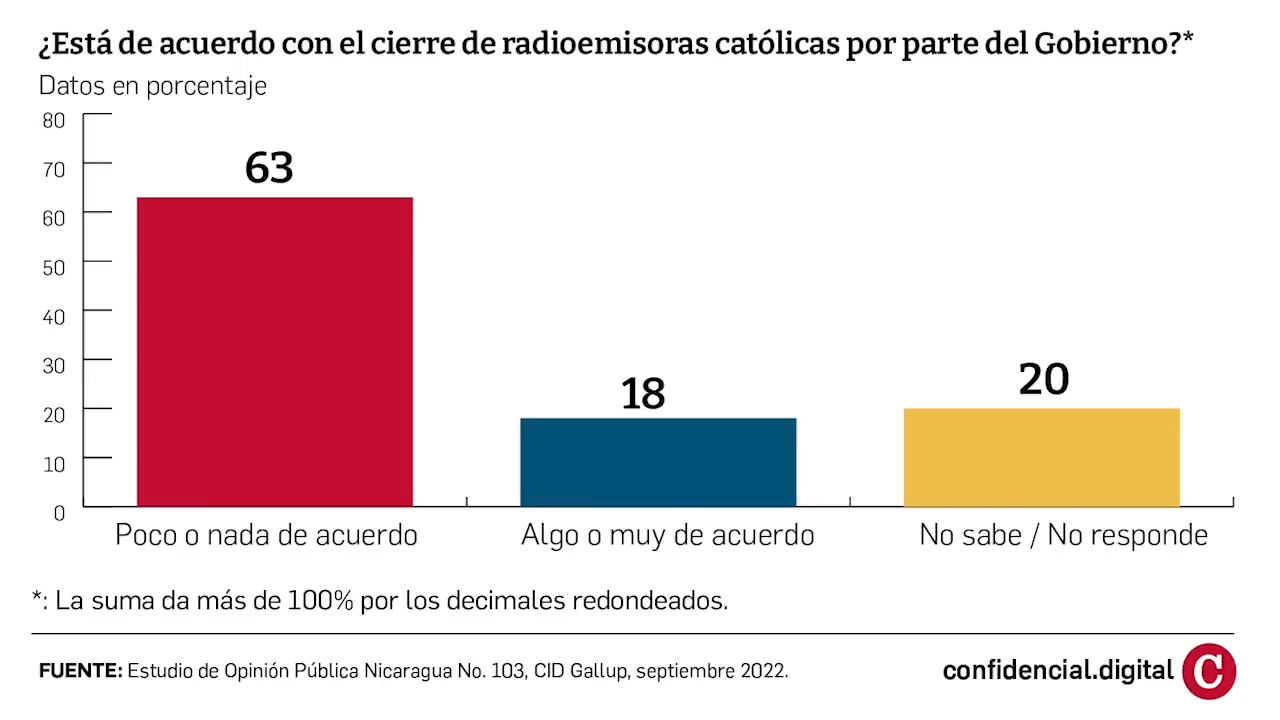 ¿Está de acuerdo con el cierre de radioemisoras católicas por parte del Gobierno?*
Datos en porcentaje
80
70
60
50
40
30
20
10
0
63
18
20
Poco o nada de acuerdo
Algo o muy de acuerdo
No sabe / No responde
*: La suma da más de 100% por los decimales redondeados.
FUENTE: Estudio de Opinión Pública Nicaragua No. 103, CID Gallup, septiembre 2022.
confidencial.digital C